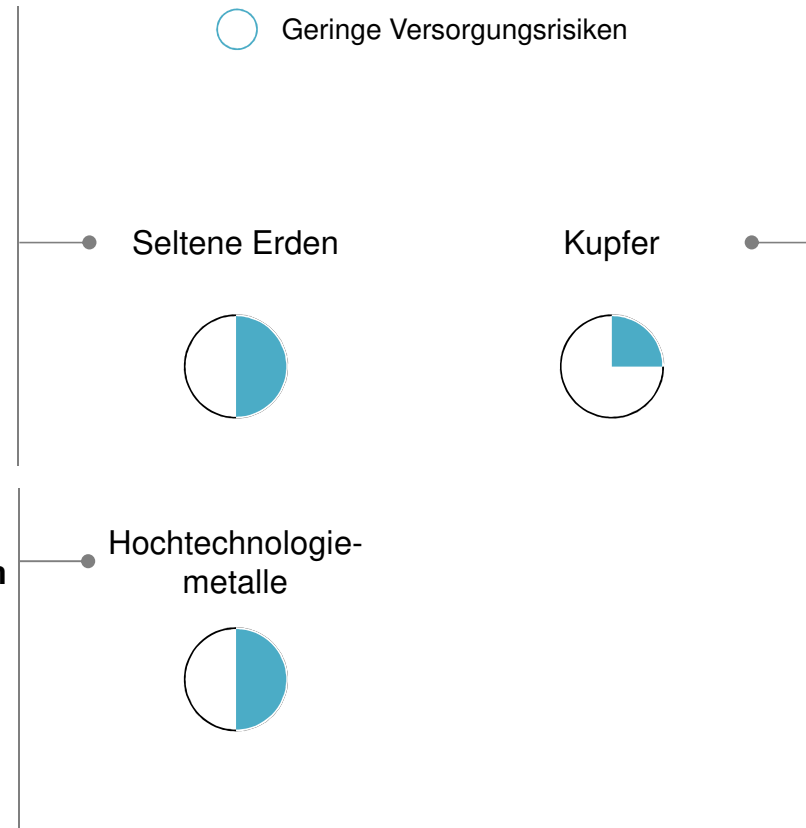 Geringe Versorgungsrisiken
Seltene Erden
Kupfer
Hochtechnologie-
metalle
n